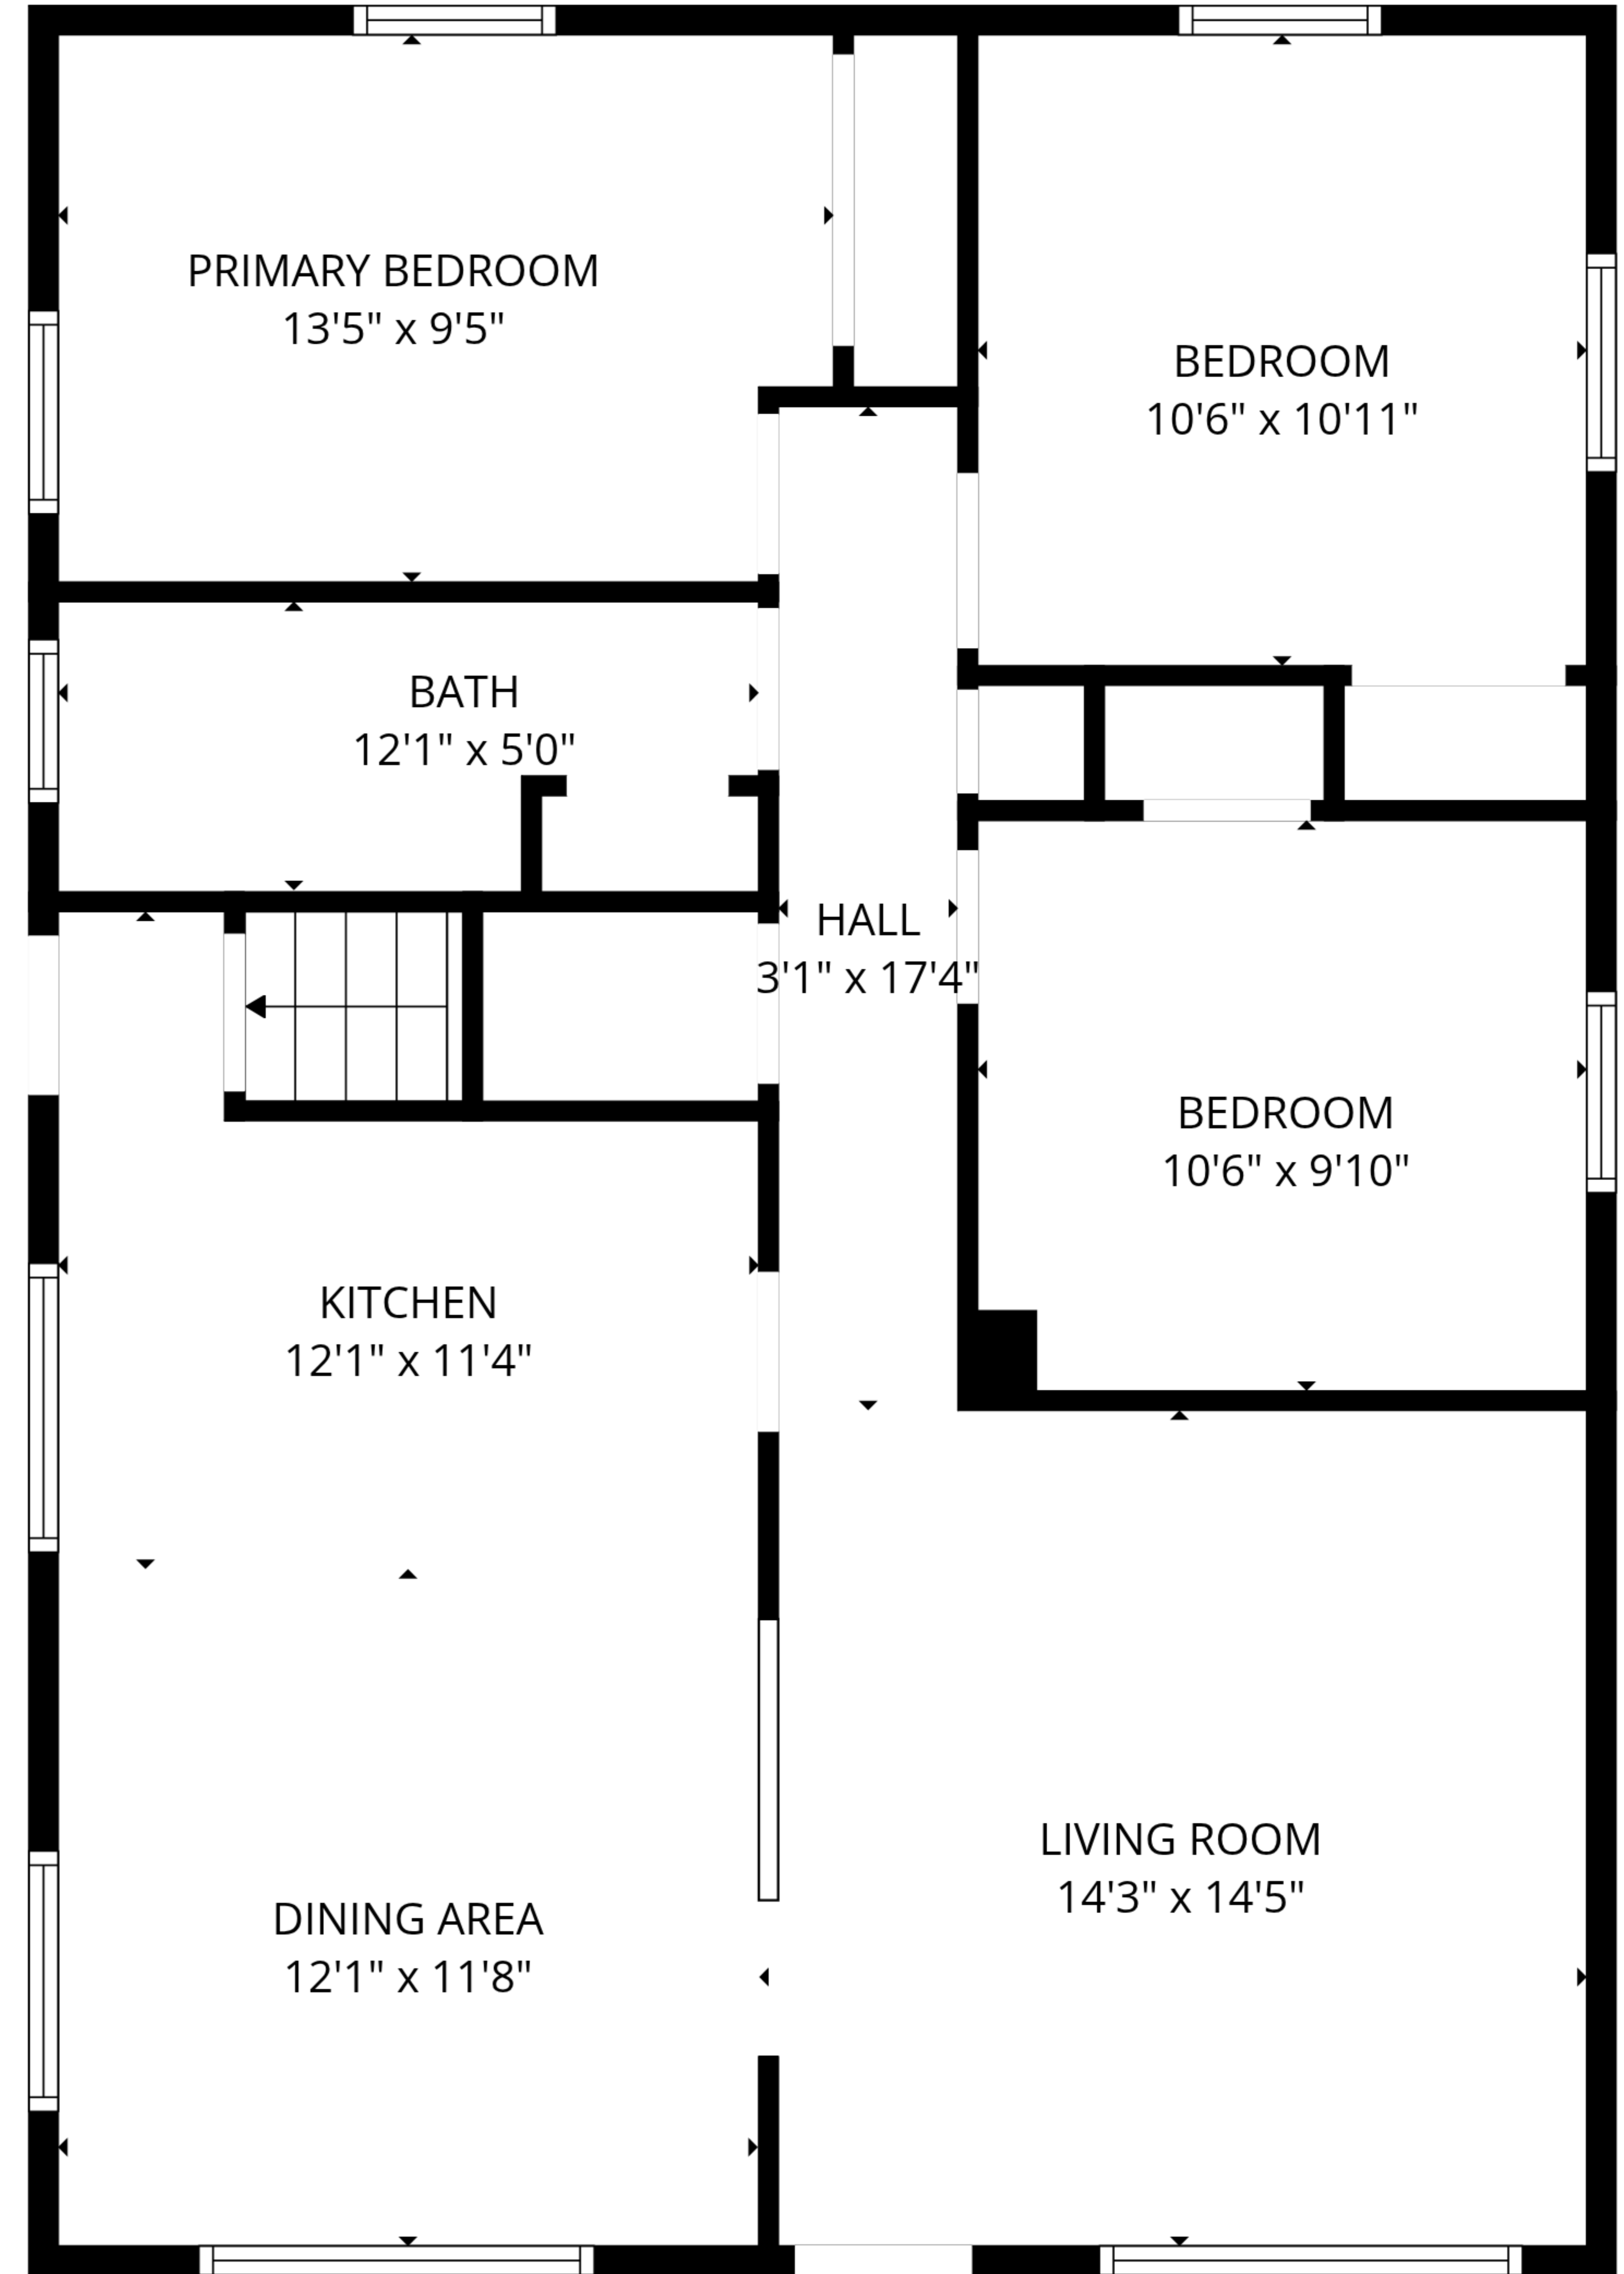 PRIMARY BEDROOM
13'5" x 9'5"
BEDROOM
10'6" x 10'11"
BATH
12'1" x 5'0"
HALL
3'1" x 17'4"
BEDROOM
10'6" x 9'10"
KITCHEN
12'1" x 11'4"
LIVING ROOM
14'3" x 14'5"
DINING AREA
12'1" x 11'8"